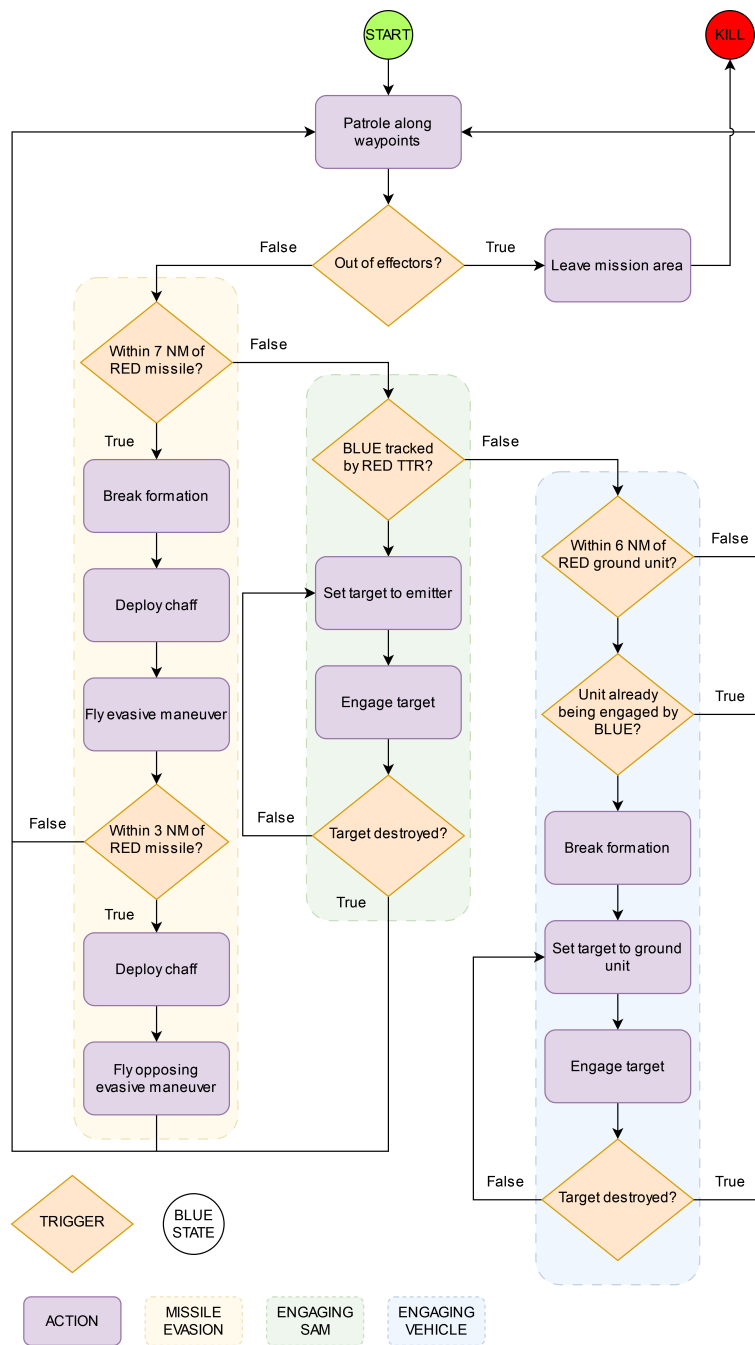 START
KILL
Patrole along
waypoints
False
True
Out of effectors?
Leave mission area
Within 7 NM of
RED missile?
False
True
BLUE tracked
by RED TTR?
False
Break formation
Within 6 NM of
RED ground unit?
False
Deploy chaff
Set target to emitter
Fly evasive maneuver
Engage target
Unit already
being engaged by
BLUE?
True
False
Within 3 NM of
RED missile?
False
Target destroyed?
Break formation
True
True
Deploy chaff
Set target to ground
unit
Fly opposing
evasive maneuver
Engage target
False
Target destroyed?
True
TRIGGER
BLUE
STATE
ACTION
MISSILE
EVASION
ENGAGING
SAM
ENGAGING
VEHICLE